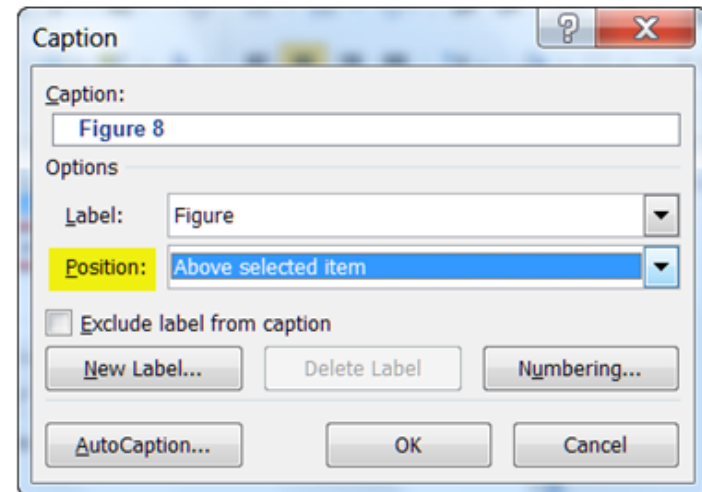 Caption
Caption:
Figure 8
Options
Label: Figure
Position: Above selected item
Exclude label from caption
New Label... Delete Label Numbering...
AutoCaption... OK Cancel